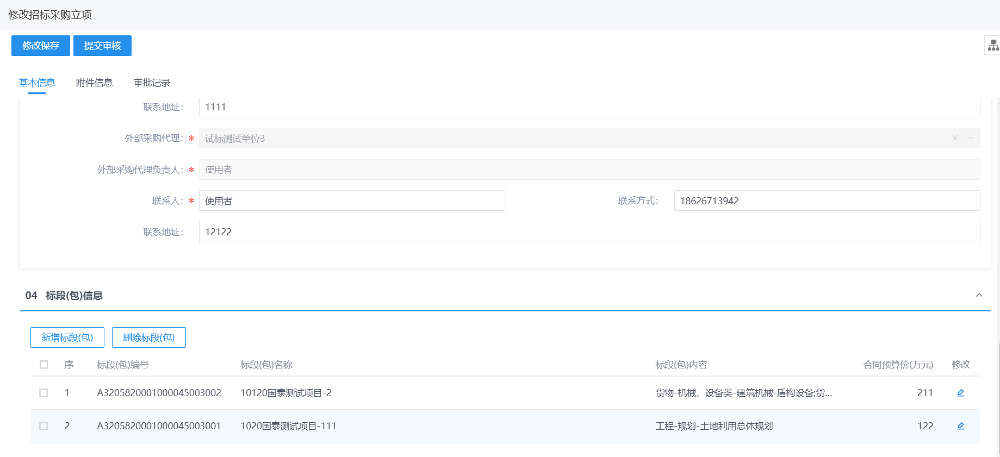 修改招标采购立项
修改保存 提交审核
基本信息 附件信息 审批记录
联系地址： 1111
外部采购代理：* 试标测试单位3
外部采购代理负责人：* 使用者
联系人：* 使用者 联系方式： 18626713942
联系地址： 12122
04 标段(包)信息
新增标段(包) 删除标段(包)
序 标段(包)编号 标段(包)名称 标段(包)内容 合同预算价(万元) 修改
1 A3205820001000045003002 10120国泰测试项目-2 货物-机械、设备类-建筑机械-盾构设备;货... 211
2 A3205820001000045003001 1020国泰测试项目-111 工程-规划-土地利用总体规划 122